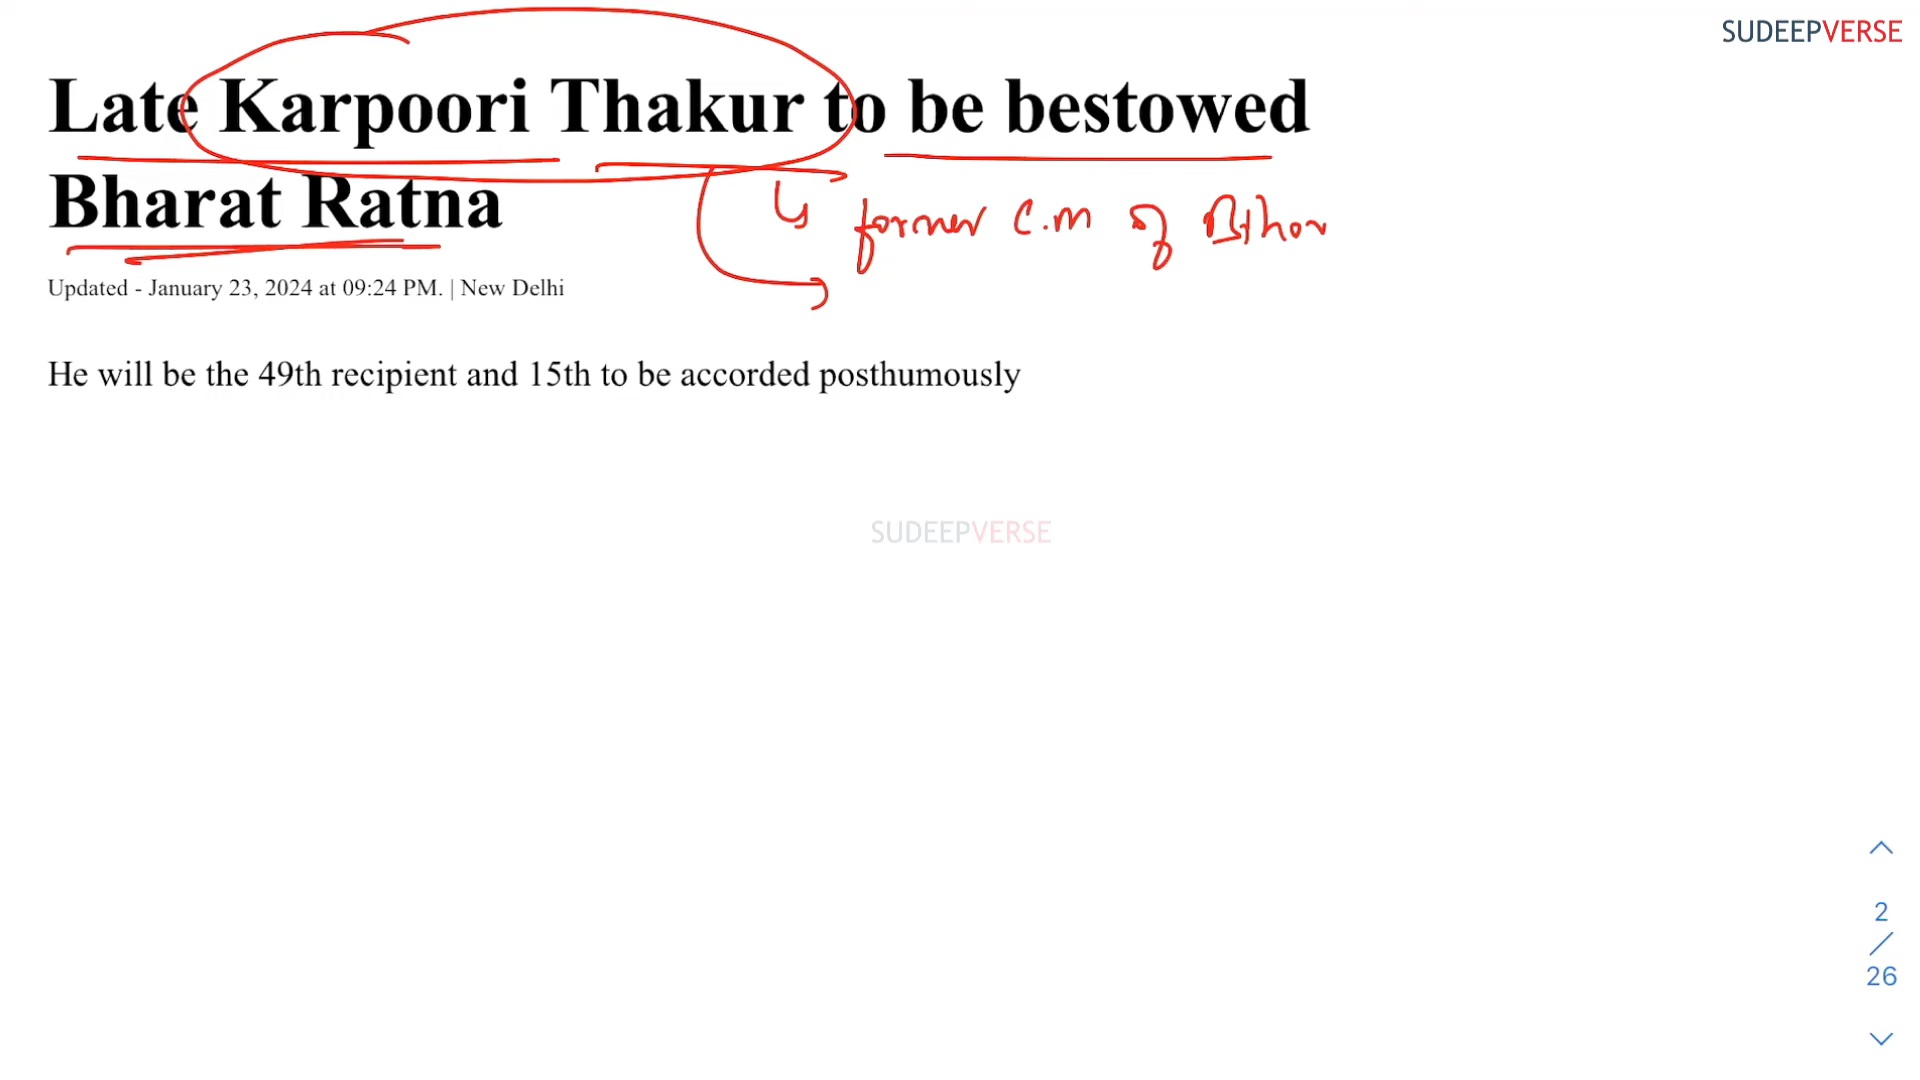 SUDEEPVERSE
Late Karpoori Thakur to be bestowed
Bharat Ratna
former C.M of Bihar
Updated - January 23, 2024 at 09:24 PM. | New Delhi
He will be the 49th recipient and 15th to be accorded posthumously
SUDEEPVERSE
2
/
26